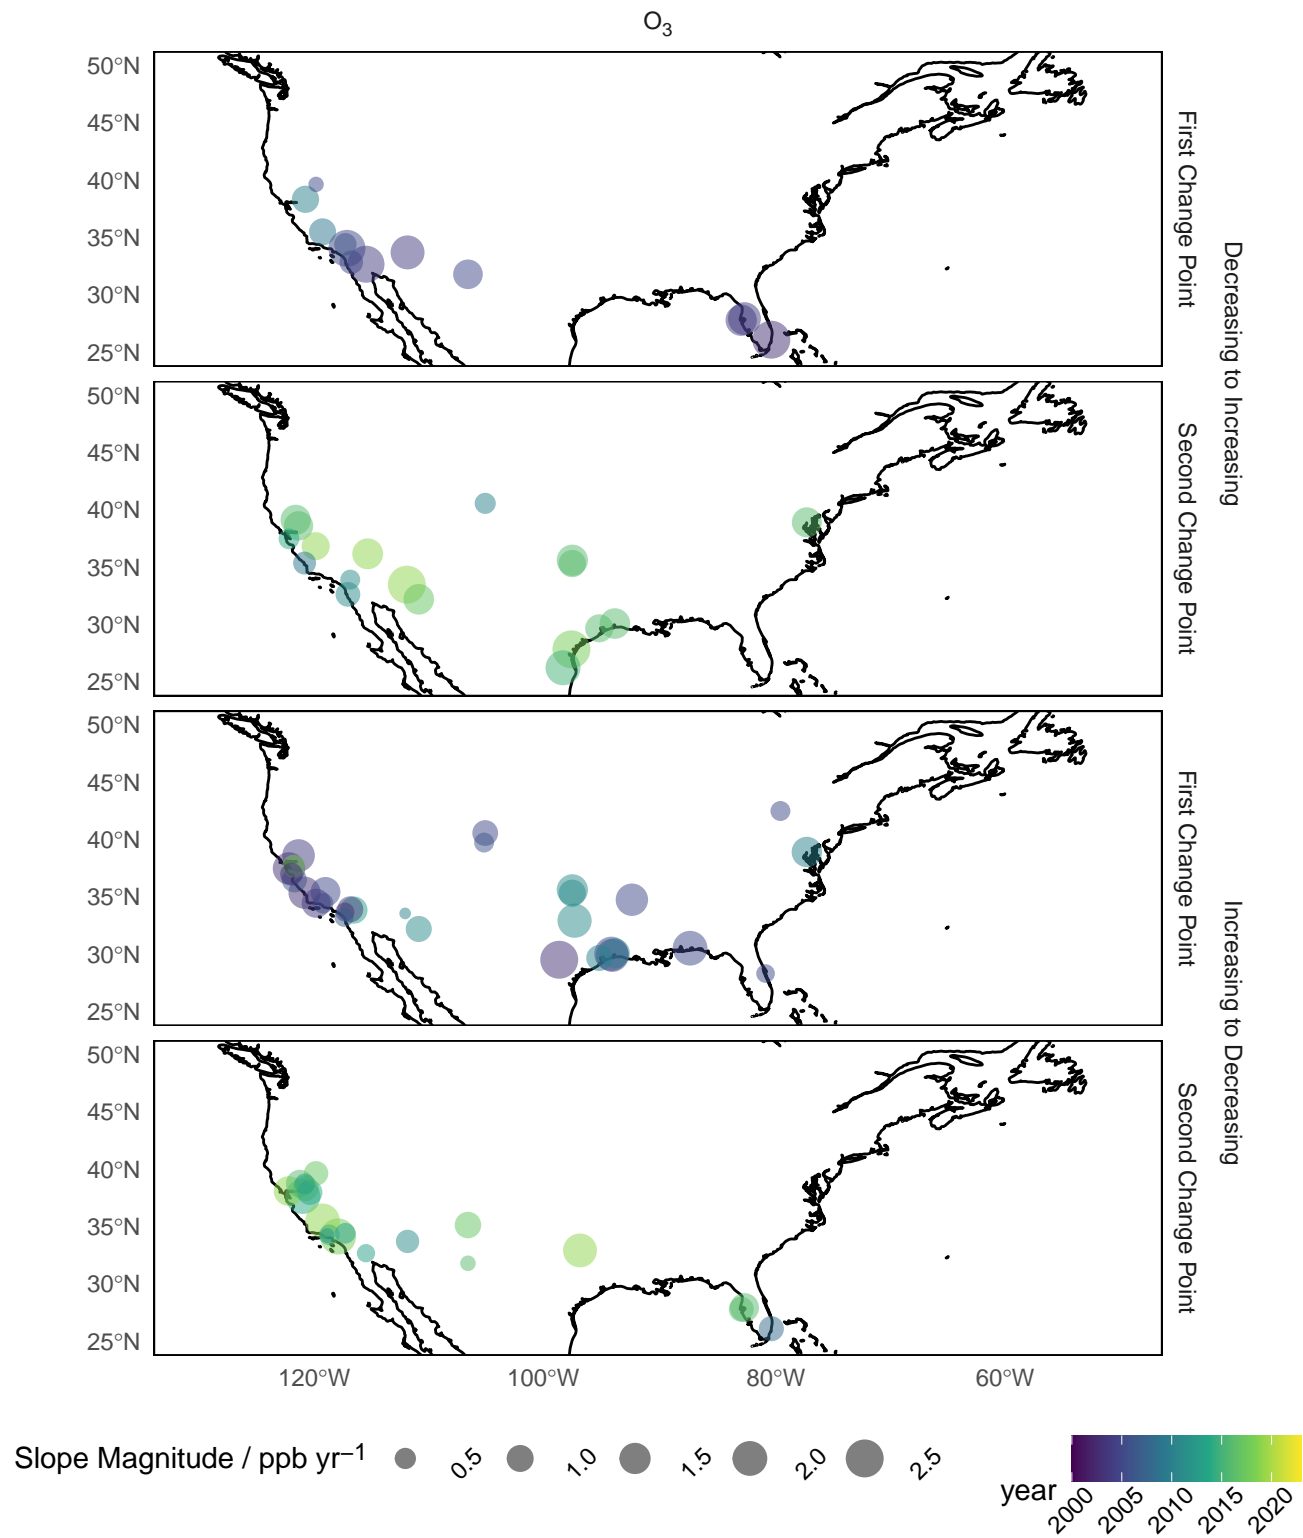 O₃
50°N
45°N
40°N
35°N
30°N
25°N
First Change Point
50°N
45°N
40°N
35°N
30°N
25°N
Second Change Point
Decreasing to Increasing
50°N
45°N
40°N
35°N
30°N
25°N
First Change Point
50°N
45°N
40°N
35°N
30°N
25°N
Second Change Point
Increasing to Decreasing
120°W 100°W 80°W 60°W
Slope Magnitude / ppb yr⁻¹ 0.5 1.0 1.5 2.0 2.5
year 2000 2005 2010 2015 2020